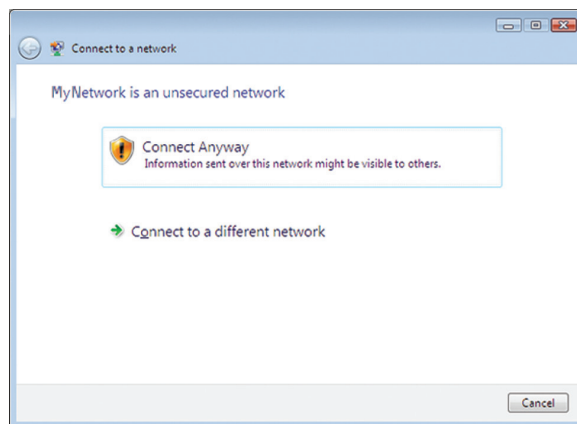 Connect to a network
MyNetwork is an unsecured network
Connect Anyway
Information sent over this network might be visible to others.
Connect to a different network
Cancel